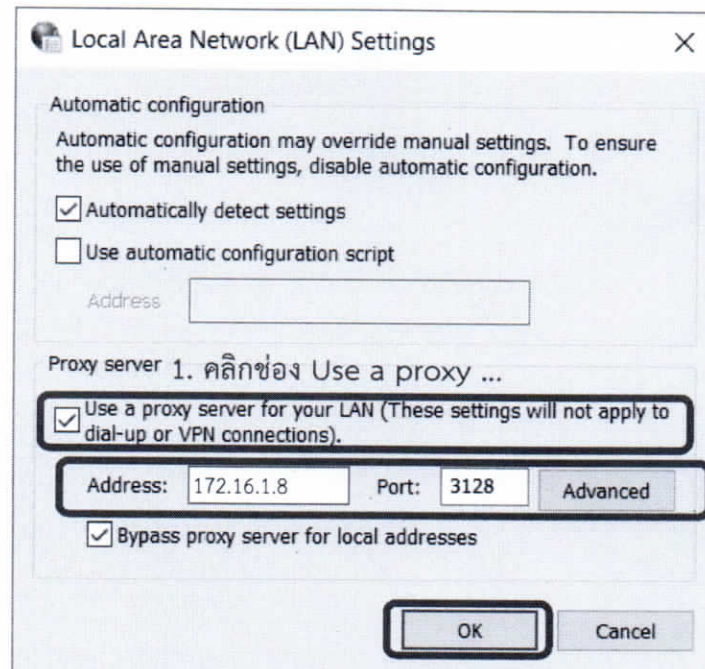 Local Area Network (LAN) Settings
Automatic configuration
Automatic configuration may override manual settings. To ensure
the use of manual settings, disable automatic configuration.
Automatically detect settings
Use automatic configuration script
Address
Proxy server 1. คลิกช่อง Use a proxy ...
Use a proxy server for your LAN (These settings will not apply to
dial-up or VPN connections).
Address: 172.16.1.8 Port: 3128 Advanced
Bypass proxy server for local addresses
OK Cancel